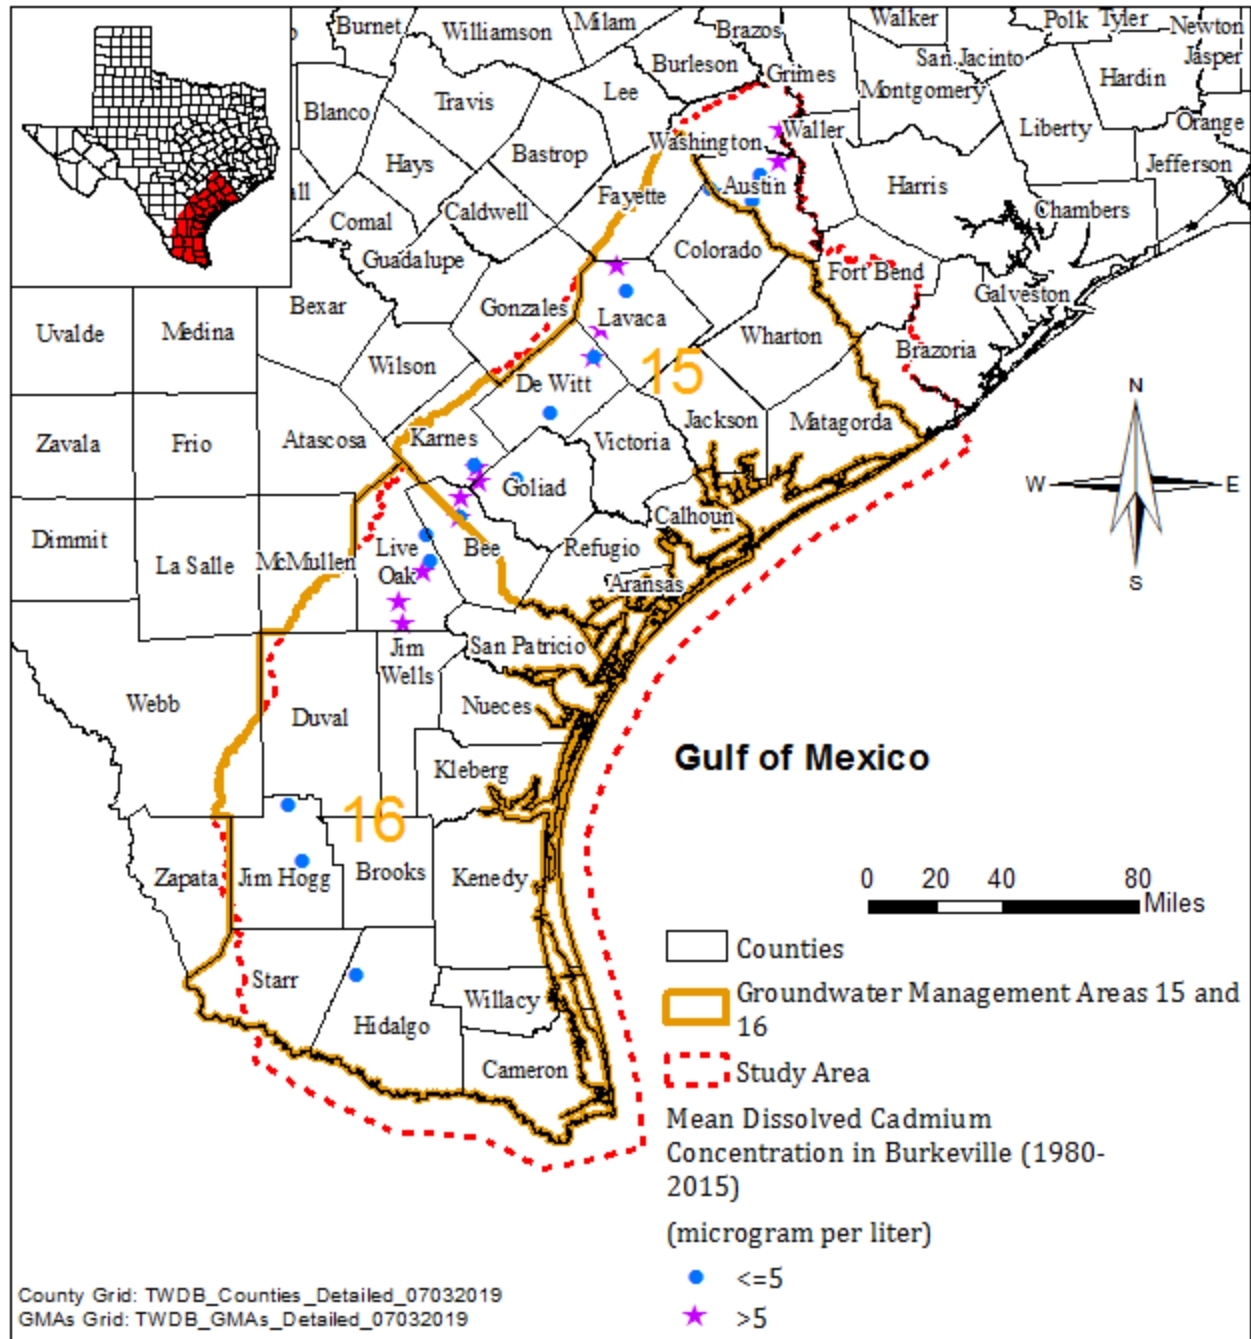 Burnet
Williamson
Milam
Brazos
Walker
Polk
Tyler
Newton
Burleson
Grimes
San Jacinto
Jasper
Hardin
Montgomery
Lee
Travis
Blanco
Liberty
Orange
Washington
Waller
Bastrop
Hays
Jefferson
Harris
Austin
all
Fayette
Caldwell
Comal
Chambers
Colorado
Guadalupe
Fort Bend
Galveston
Bexar
Gonzales
Lavaca
Uvalde
Medina
Wharton
Brazoria
Wilson
15
De Witt
N
Jackson
Matagorda
Zavala
Frio
Atascosa
Karnes
Victoria
Goliad
W
E
Calhoun
Dimmit
La Salle
McMullen
Live
Oak
Bee
Refugio
Aransas
S
San Patricio
Jim
Wells
Webb
Duval
Nueces
Gulf of Mexico
Kleberg
16
Zapata
Jim Hogg
Brooks
Kenedy
0 20 40 80
Miles
Counties
Starr
Willacy
Groundwater Management Areas 15 and
16
Hidalgo
Cameron
Study Area
Mean Dissolved Cadmium
Concentration in Burkeville (1980-
2015)
(microgram per liter)
<=5
>5
County Grid: TWDB_Counties_Detailed_07032019
GMAs Grid: TWDB_GMAs_Detailed_07032019